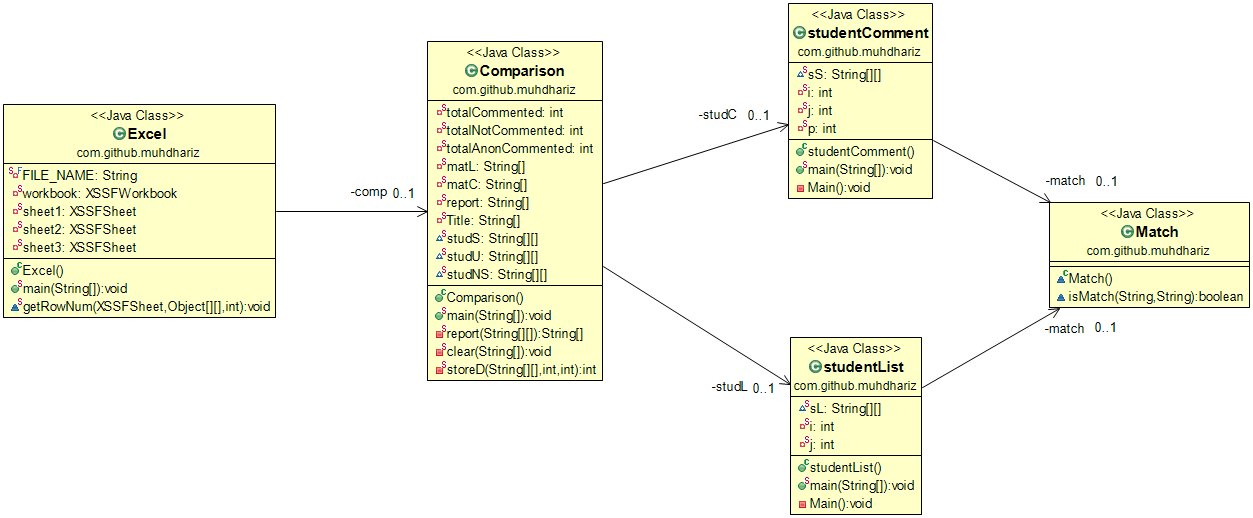 <<Java Class>>
Excel
com.github.muhdhariz
FILE_NAME: String
workbook: XSSFWorkbook
sheet1: XSSFSheet
sheet2: XSSFSheet
sheet3: XSSFSheet
Excel()
main(String[]):void
getRowNum(XSSFSheet,Object[][],int):void
-comp 0..1
<<Java Class>>
Comparison
com.github.muhdhariz
totalCommented: int
totalNotCommented: int
totalAnonCommented: int
matL: String[]
matC: String[]
report: String[]
Title: String[]
studS: String[][]
studU: String[][]
studNS: String[][]
Comparison()
main(String[]):void
report(String[][]):String[]
clear(String[]):void
storeD(String[][],int,int):int
-studC 0..1
<<Java Class>>
studentComment
com.github.muhdhariz
sS: String[][]
i: int
j: int
p: int
studentComment()
main(String[]):void
Main():void
-studL 0..1
<<Java Class>>
studentList
com.github.muhdhariz
sL: String[][]
i: int
j: int
studentList()
main(String[]):void
Main():void
-match 0..1
<<Java Class>>
Match
com.github.muhdhariz
Match()
isMatch(String,String):boolean
-match 0..1